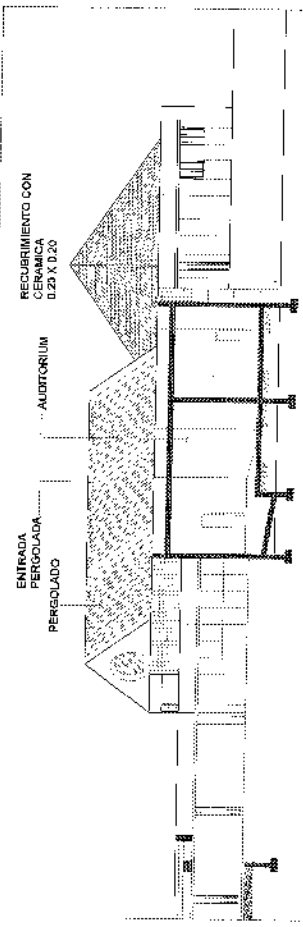 ENTRADA
PERGOLADA
PERGOLADO
AUDITORIUM
RECUBRIMIENTO CON
CERAMICA
0.20 X 0.20